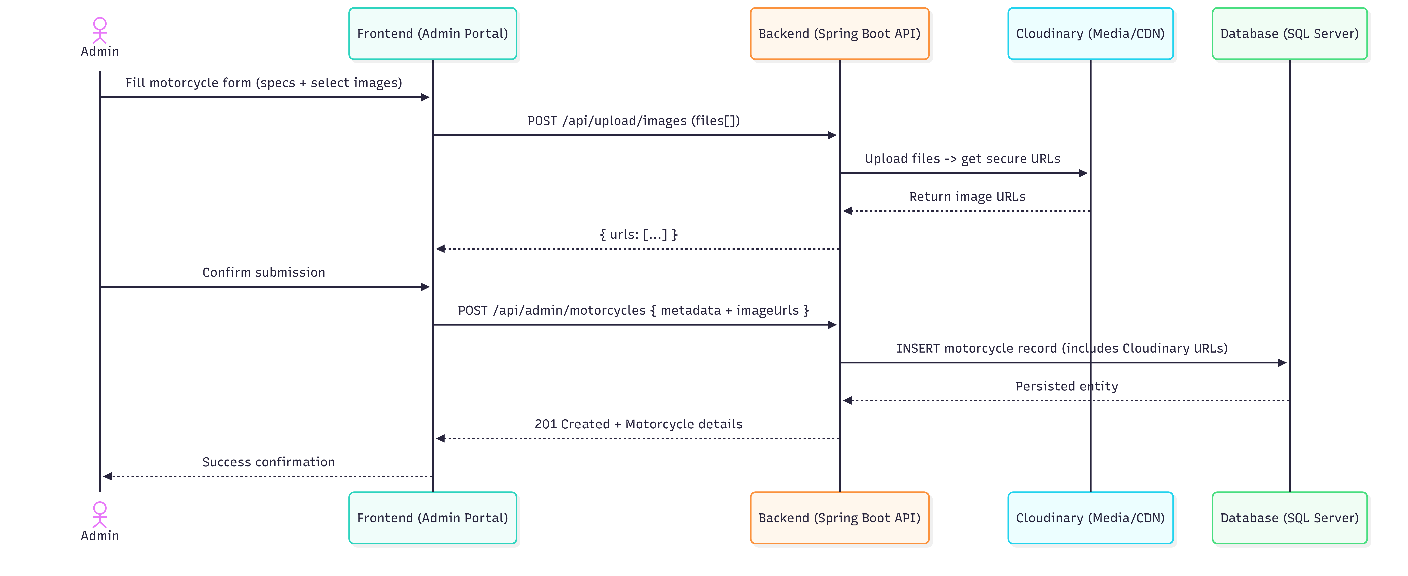 Admin
Frontend (Admin Portal)
Backend (Spring Boot API)
Cloudinary (Media/CDN)
Database (SQL Server)
Fill motorcycle form (specs + select images)
POST /api/upload/images (files[])
Upload files -> get secure URLs
Return image URLs
{ urls: [...] }
Confirm submission
POST /api/admin/motorcycles { metadata + imageUrls }
INSERT motorcycle record (includes Cloudinary URLs)
Persisted entity
201 Created + Motorcycle details
Success confirmation
Admin
Frontend (Admin Portal)
Backend (Spring Boot API)
Cloudinary (Media/CDN)
Database (SQL Server)